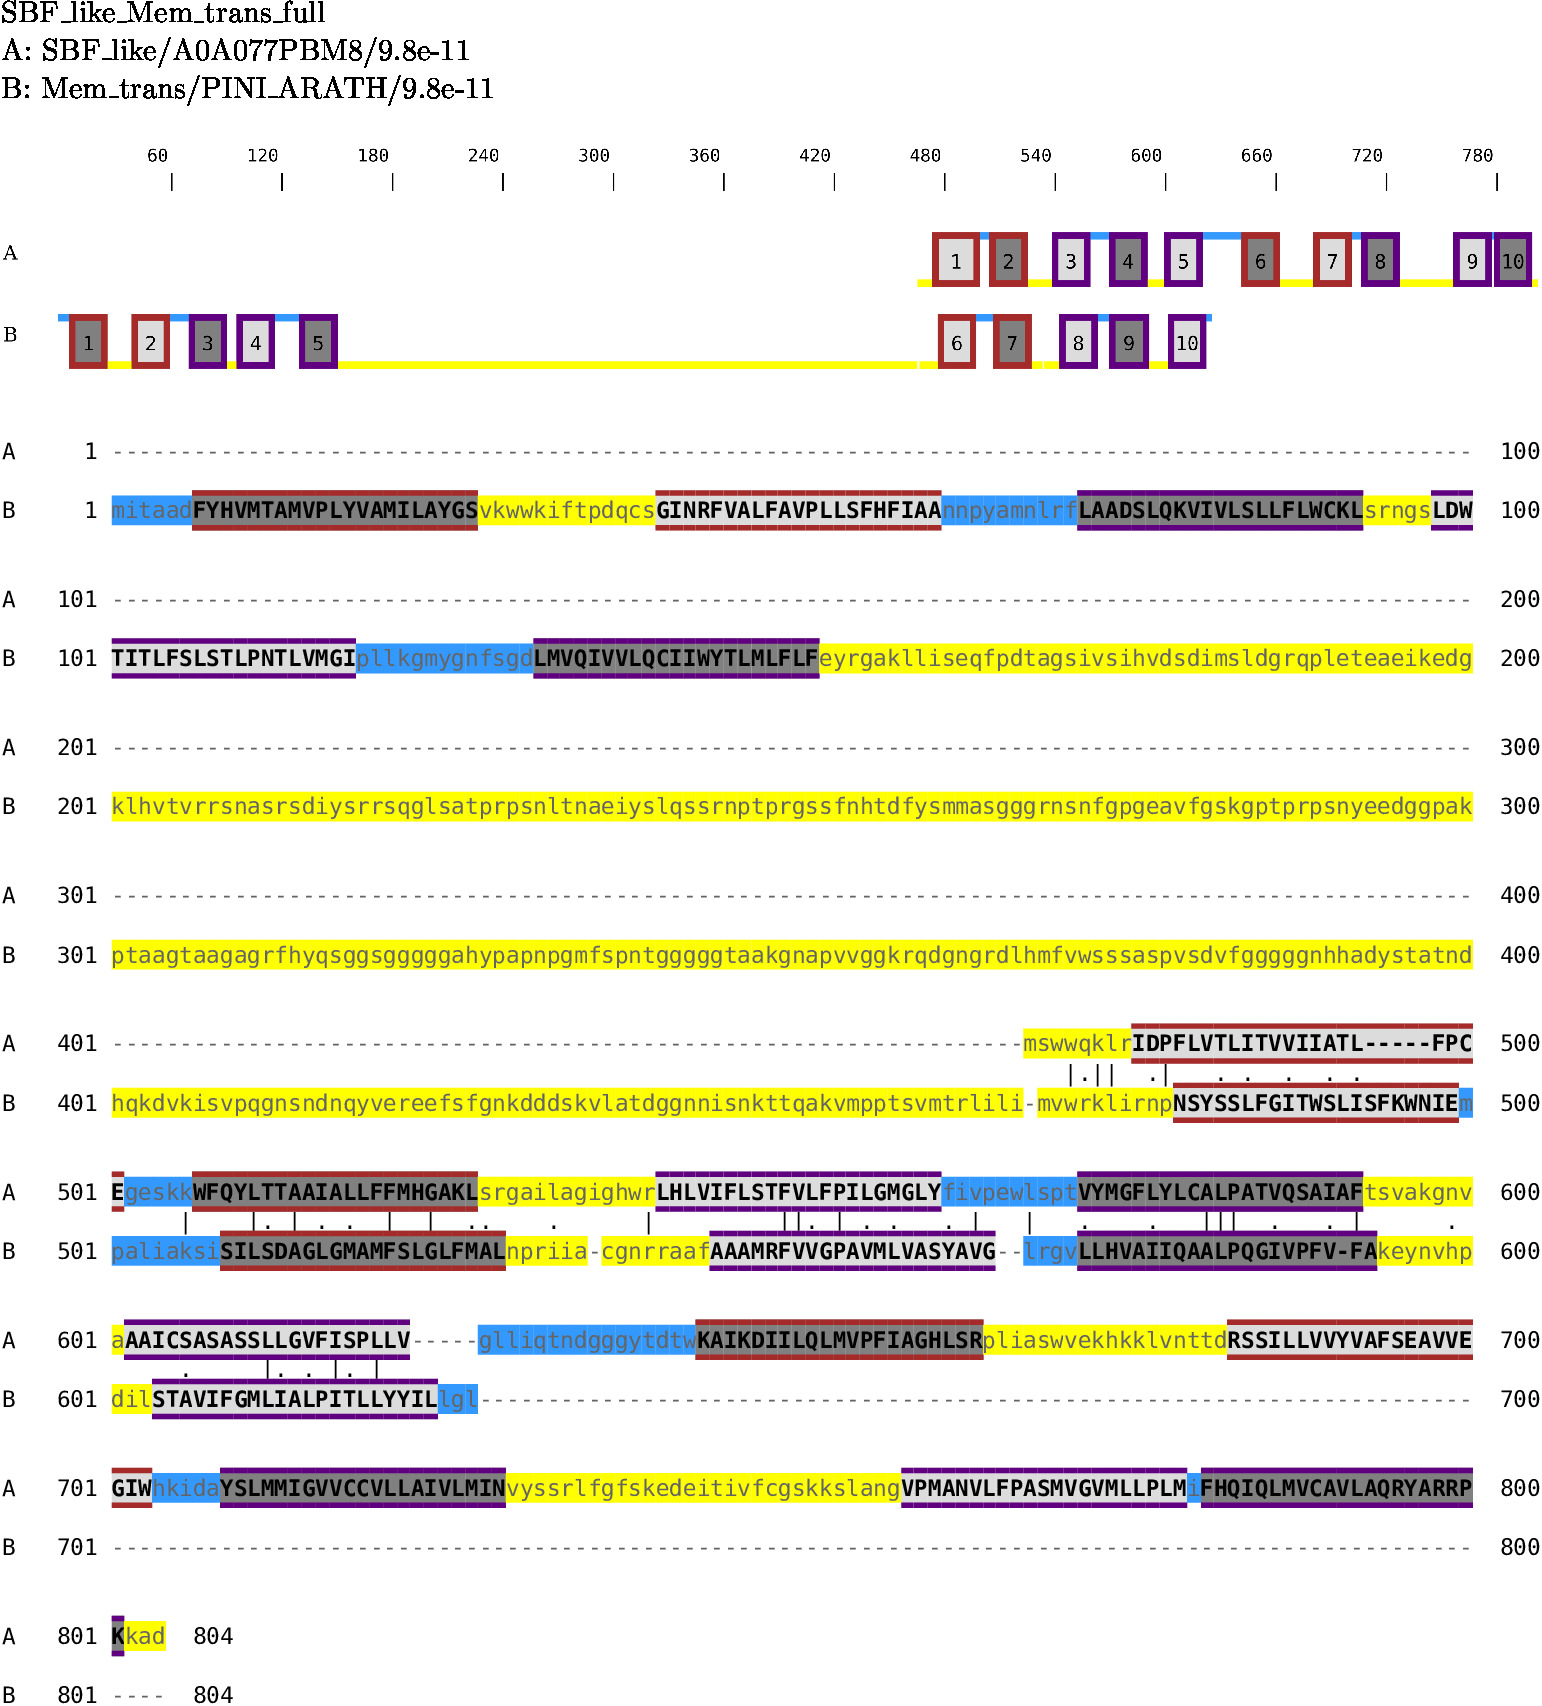 SBF_like_Mem_trans_full
A: SBF_like/A0A077PBM8/9.8e-11
B: Mem_trans/PINI_ARATH/9.8e-11
60 120 180 240 300 360 420 480 540 600 660 720 780
A 1 2 3 4 5 6 7 8 9 10
B 1 2 3 4 5 6 7 8 9 10
A 1 ---------------------------------------------------------------------------------------------------- 100
B 1 mitaadFYHVMTAMVPLYVAMILAYGSvkwwkiftpdqcsGINRFVALFAVPLLSFHFIAAnnpyamnlrfLAADSLQKVIVLSLLFLWCKLsrngsLDW 100
A 101 ---------------------------------------------------------------------------------------------------- 200
B 101 TITLFSLSTLPNTLVMGIpllkgmygnfsgdLMVQIVVLQCIIWYTLMLFLFeyrgaklliseqfpdtagsivsihvdsdimsldgrqpleteaeikedg 200
A 201 ---------------------------------------------------------------------------------------------------- 300
B 201 klhvtvrrsnasrsdiysrrsqglsatprpsnltnaeiyslqssrnptprgssfnhtdfysmmasgggrnsnfgpgeavfgskgptprpsnyeedggpak 300
A 301 ---------------------------------------------------------------------------------------------------- 400
B 301 ptaagtaagagrfhyqsggsgggggahypapnpgmfspntgggggtaakgnapvvggkrqdgngrdlhmfvwsssaspvsdvfgggggnhhadystatnd 400
A 401 -------------------------------------------------------------------mswwqklrIDPFLVTLITVVIIATL-----FPC 500
|.|| .| . . . . .
B 401 hqkdvkisvpqgnsndnqyvereefsfgnkdddskvlatdggnnisnkttqakvmpptsvmtrlili-mvwrklirnpNSYSSLFGITWSLISFKWNIEm 500
A 501 EgeskkWFQYLTTAAIALLFFMHGAKLsrgailagighwrLHLVIFLSTFVLFPILGMGLYfivpewlsptVYMGFLYLCALPATVQSAIAFtsvakgnv 600
| |. | . . | | .. . | ||. | . . . | | . . ||| . . | .
B 501 paliaksiSILSDAGLGMAMFSLGLFMALnpriia-cgnrraafAAAMRFVVGPAVMLVASYAVG--lrgvLLHVAIIQAALPQGIVPFV-FAkeynvhp 600
A 601 aAAICSASASSLLGVFISPLLV-----glliqtndgggytdtwKAIKDIILQLMVPFIAGHLSRpliaswvekhkklvnttdRSSILLVVYVAFSEAVVE 700
. |. . |. |
B 601 dilSTAVIFGMLIALPITLLYYILlgl------------------------------------------------------------------------- 700
A 701 GIWhkidaYSLMMIGVVCCVLLAIVLMINvyssrlfgfskedeitivfcgskkslangVPMANVLFPASMVGVMLLPLMiFHQIQLMVCAVLAQRYARRP 800
B 701 ---------------------------------------------------------------------------------------------------- 800
A 801 Kkad 804
B 801 ---- 804